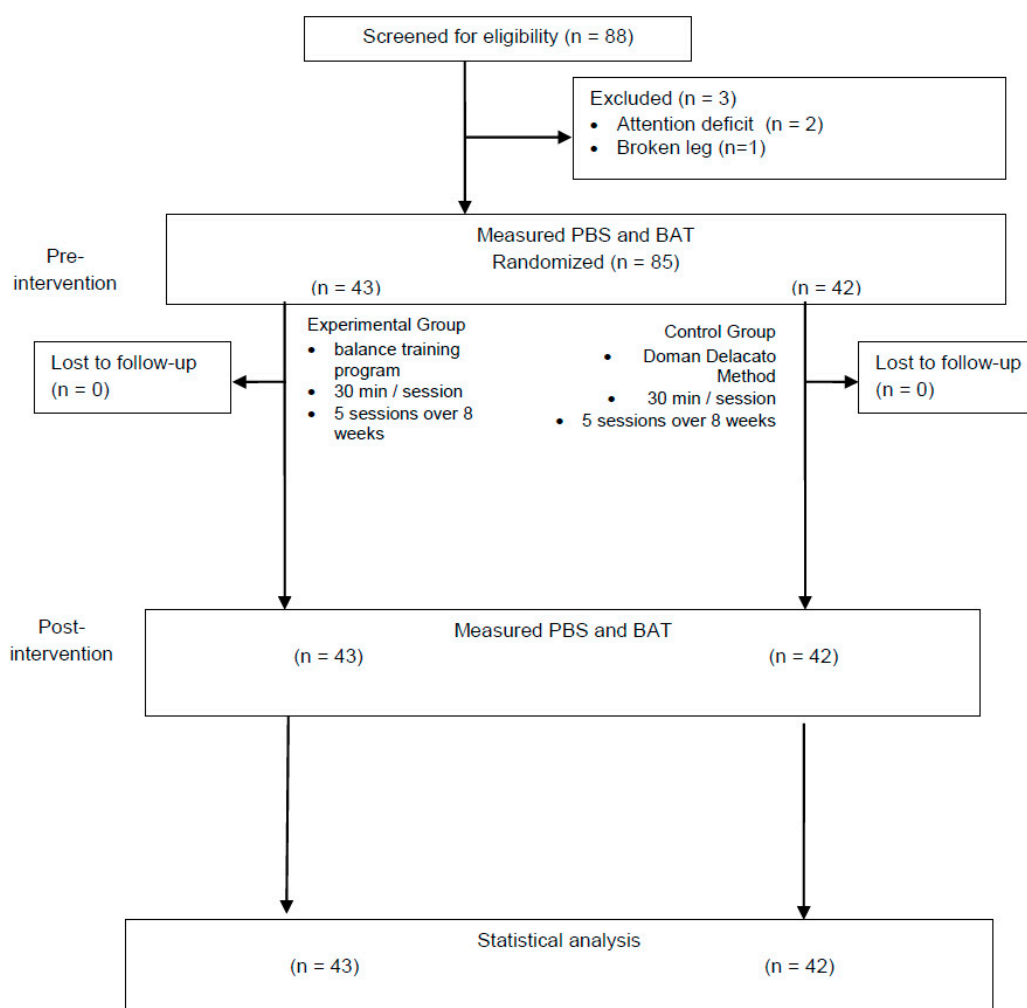 Screened for eligibility (n = 88)
Excluded (n = 3)
• Attention deficit (n = 2)
• Broken leg (n=1)
Pre-
intervention
Measured PBS and BAT
Randomized (n = 85)
(n = 43)
(n = 42)
Experimental Group
• balance training
program
• 30 min / session
• 5 sessions over 8
weeks
Control Group
• Doman Delacato
Method
• 30 min / session
• 5 sessions over 8 weeks
Lost to follow-up
(n = 0)
Lost to follow-up
(n = 0)
Post-
intervention
Measured PBS and BAT
(n = 43)
(n = 42)
Statistical analysis
(n = 43)
(n = 42)